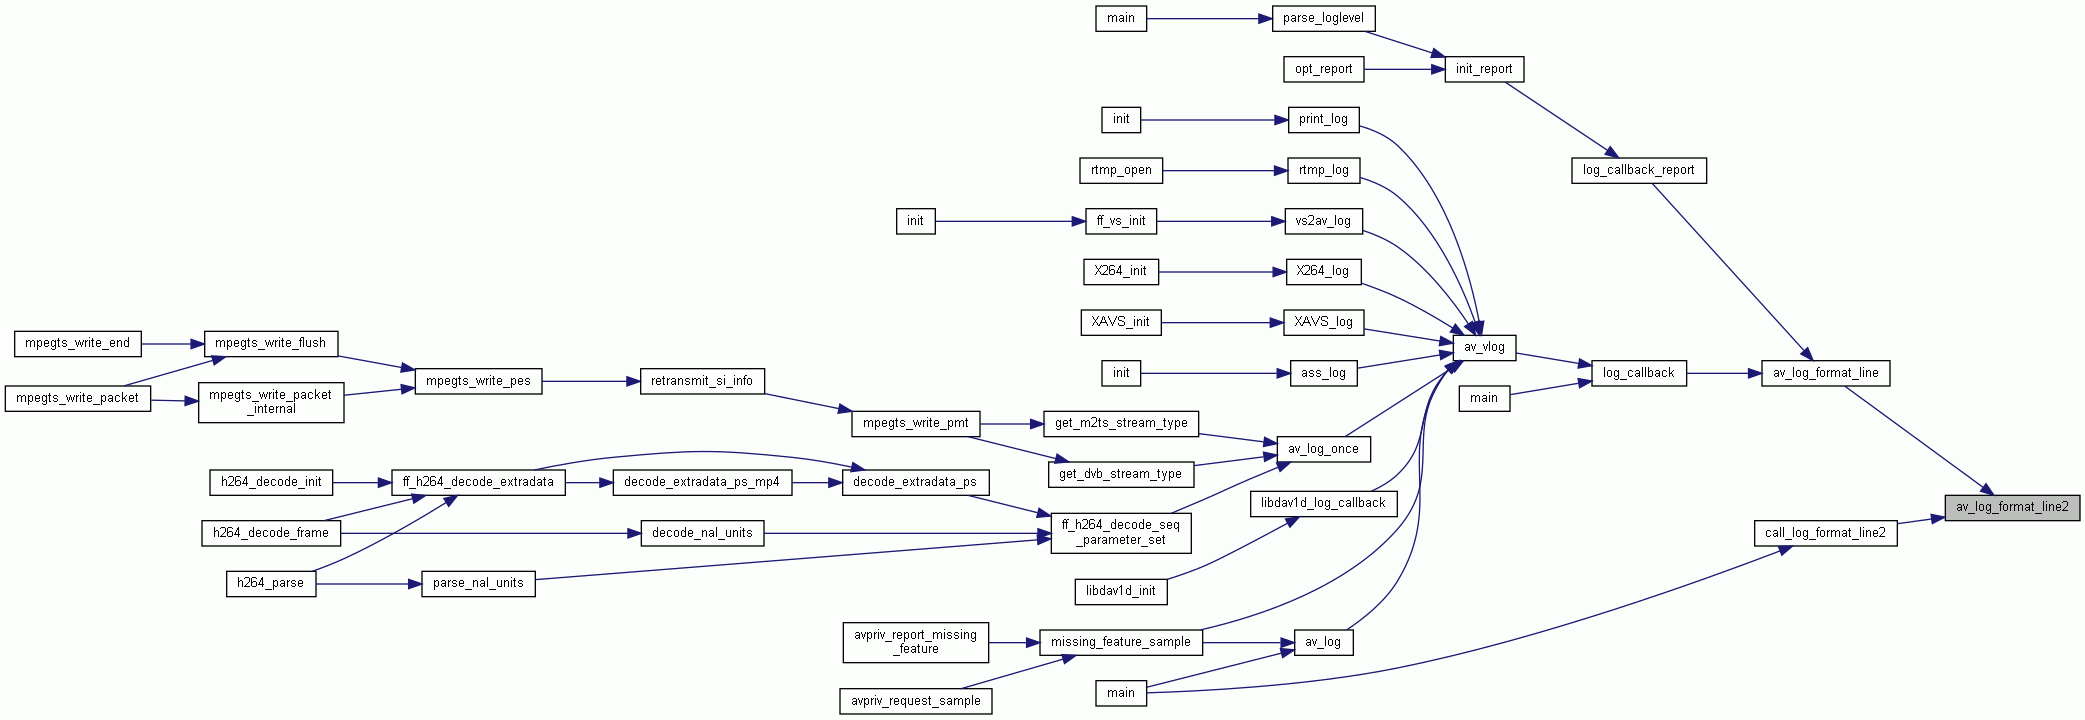 main
parse_loglevel
opt_report
init_report
init
print_log
rtmp_open
rtmp_log
log_callback_report
init
ff_vs_init
vs2av_log
X264_init
X264_log
XAVS_init
XAVS_log
mpegts_write_end
mpegts_write_flush
av_vlog
init
ass_log
log_callback
av_log_format_line
mpegts_write_pes
retransmit_si_info
mpegts_write_packet
mpegts_write_packet
_internal
main
mpegts_write_pmt
get_m2ts_stream_type
av_log_once
get_dvb_stream_type
h264_decode_init
ff_h264_decode_extradata
decode_extradata_ps_mp4
decode_extradata_ps
libdav1d_log_callback
av_log_format_line2
h264_decode_frame
decode_nal_units
ff_h264_decode_seq
_parameter_set
call_log_format_line2
h264_parse
parse_nal_units
libdav1d_init
avpriv_report_missing
_feature
missing_feature_sample
av_log
avpriv_request_sample
main